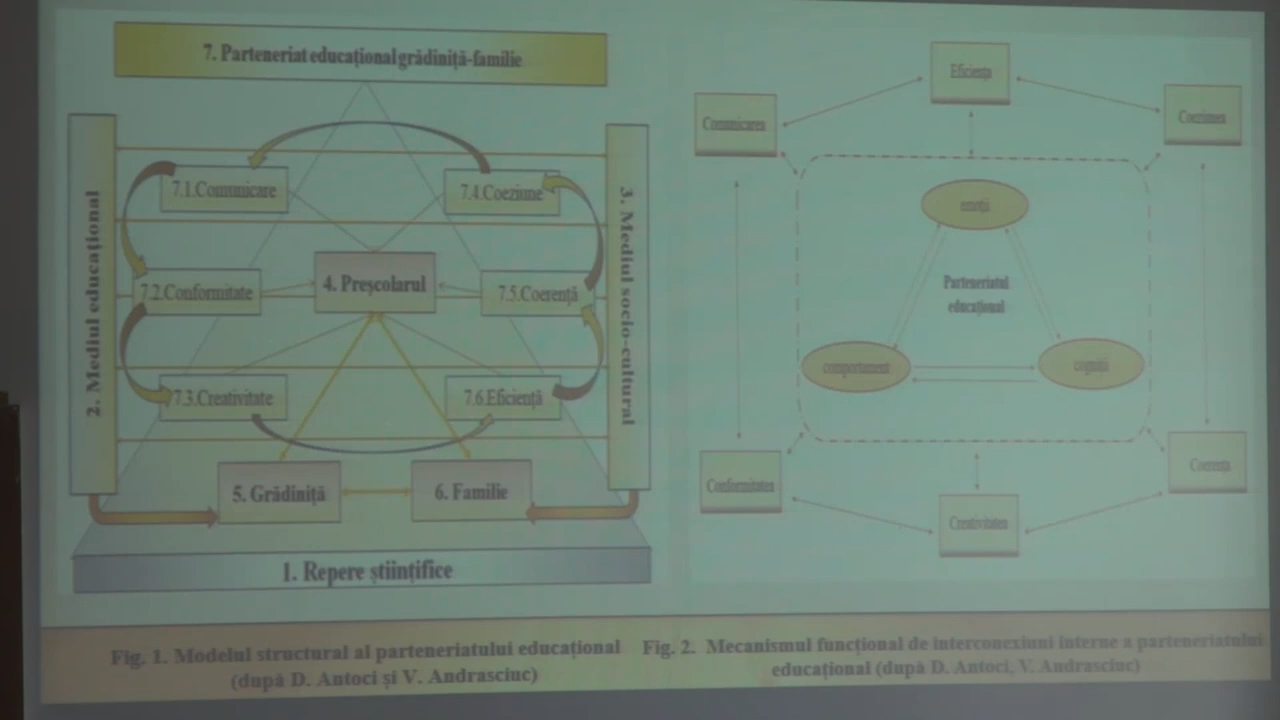 7. Parteneriat educațional grădiniță-familie
2. Mediul educațional
3. Mediul socio-cultural
7.1.Comunicare
7.4.Coeziune
7.2.Conformitate
4. Preșcolarul
7.5.Coerență
7.3.Creativitate
7.6.Eficiență
5. Grădiniță
6. Familie
1. Repere științifice
Fig. 1. Modelul structural al parteneriatului educațional
(după D. Antoci și V. Andrasciuc)
Eficiența
Comunicarea
Coeziunea
emoții
Parteneriatul
educațional
comportament
cogniții
Conformitatea
Coerența
Creativitatea
Fig. 2. Mecanismul funcțional de interconexiuni interne a parteneriatului
educațional (după D. Antoci, V. Andrasciuc)